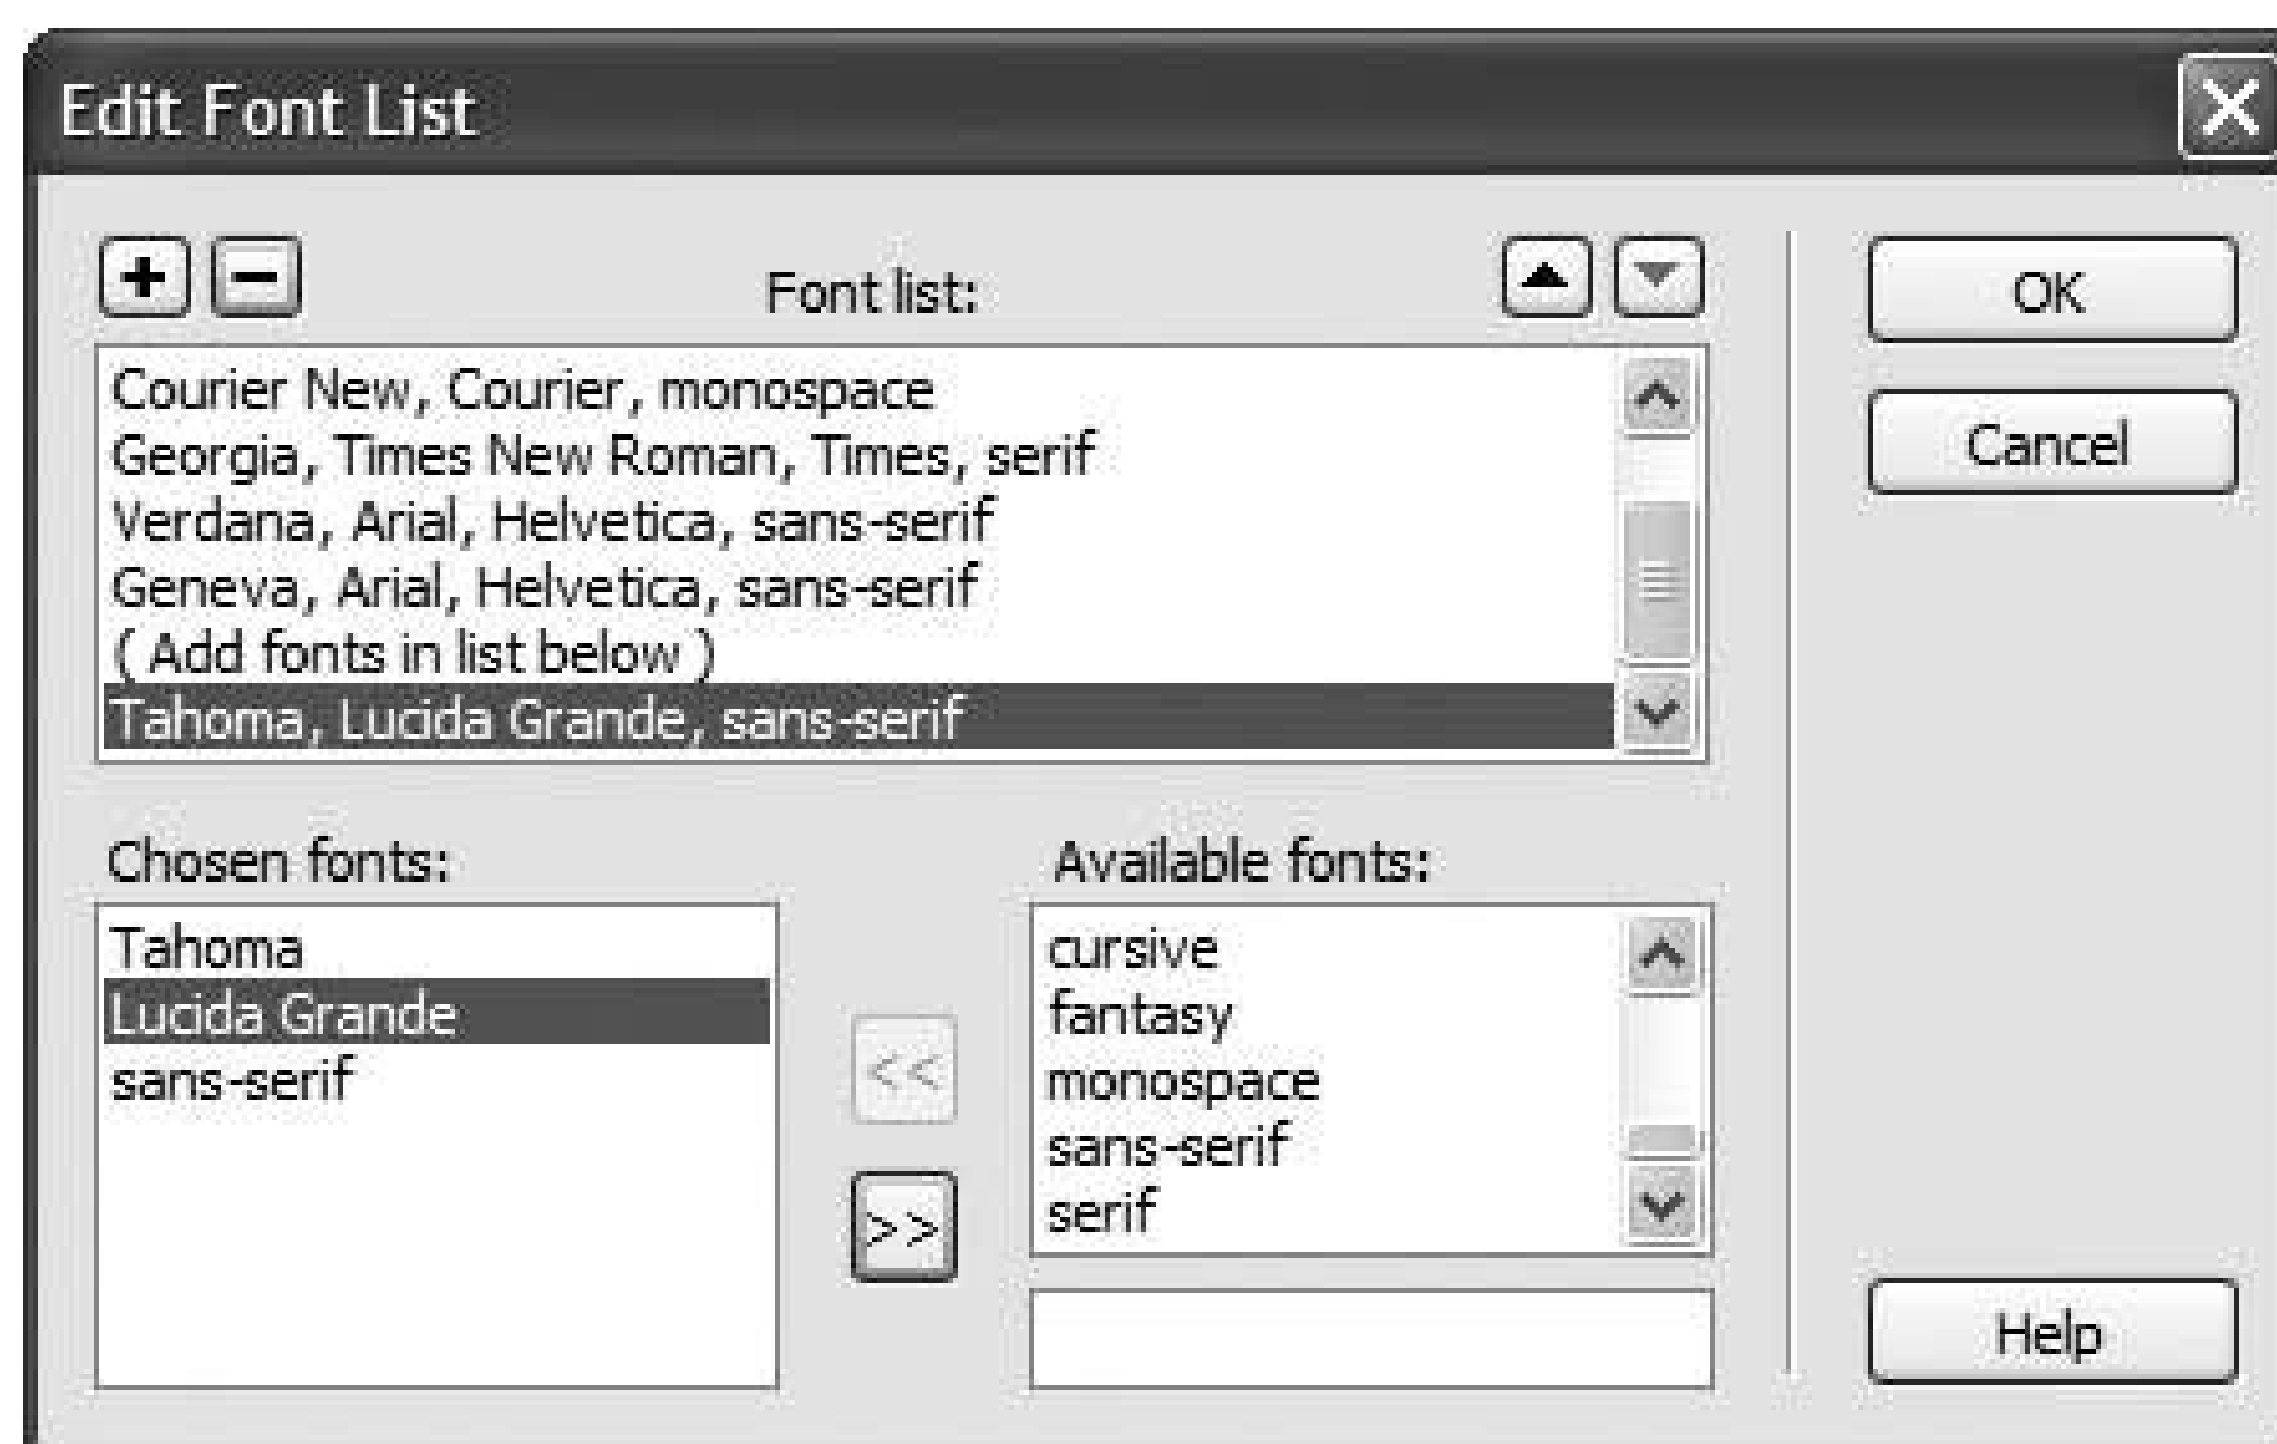 Edit Font List
Font list:
OK
Courier New, Courier, monospace
Georgia, Times New Roman, Times, serif
Cancel
Verdana, Arial, Helvetica, sans-serif
Geneva, Arial, Helvetica, sans-serif
( Add fonts in list below )
Tahoma, Lucida Grande, sans-serif
Chosen fonts:
Tahoma
Lucida Grande
sans-serif
<<
>>
Available fonts:
cursive
fantasy
monospace
sans-serif
serif
Help